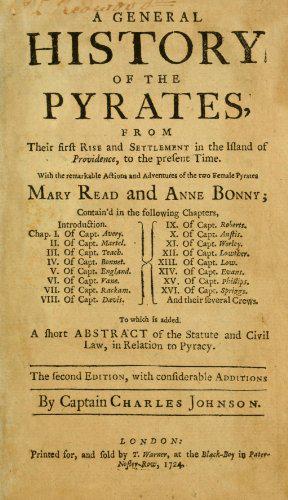 A GENERAL
HISTORY
OF THE
PYRATES,
FROM
Their first RISE and SETTLEMENT in the Island of
Providence, to the present Time.
With the remarkable Actions and Adventures of the two Female Pyrates
MARY READ and ANNE BONNY;
Contain'd in the following Chapters,
Introduction.
Chap. I. Of Capt. Avery.
II. Of Capt. Martel.
III. Of Capt. Teach.
IV. Of Capt. Bonnet.
V. Of Capt. England.
VI. Of Capt. Vane.
VII. Of Capt. Rackam.
VIII. Of Capt. Davis.
IX. Of Capt. Roberts.
X. Of Capt. Anstis.
XI. Of Capt. Worley.
XII. Of Capt. Lowther.
XIII. Of Capt. Low.
XIV. Of Capt. Evans.
XV. Of Capt. Phillips.
XVI. Of Capt. Spriggs.
And their several Crews.
To which is added.
A short ABSTRACT of the Statute and Civil
Law, in Relation to Pyracy.
The second EDITION, with considerable ADDITIONS
By Captain CHARLES JOHNSON.
LONDON:
Printed for, and sold by T. Warner, at the Black-Boy in Pater-
Noster-Row, 1724.